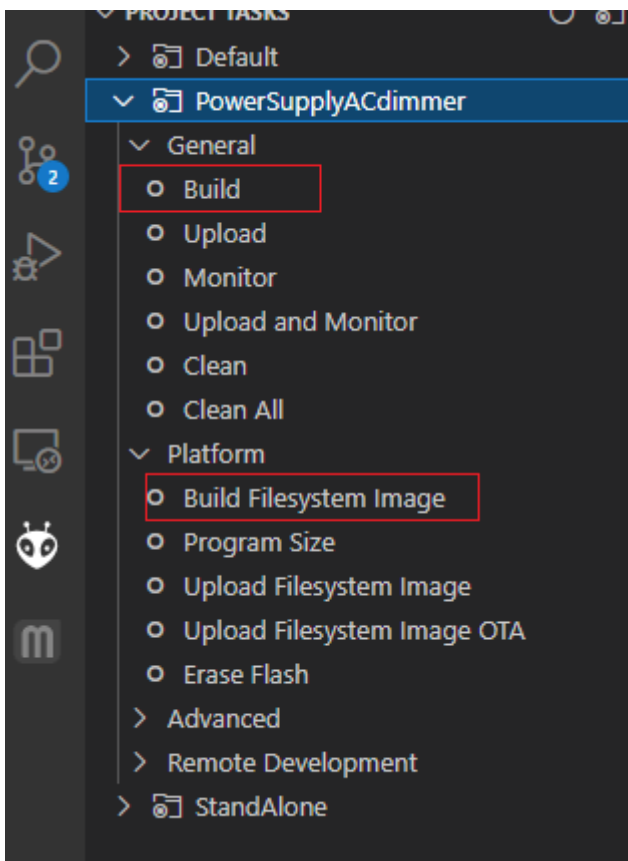 PROJECT TASKS
Default
PowerSupplyACdimmer
General
Build
2
Upload
Monitor
Upload and Monitor
Clean
Clean All
Platform
Build Filesystem Image
Program Size
Upload Filesystem Image
Upload Filesystem Image OTA
m
Erase Flash
Advanced
Remote Development
StandAlone